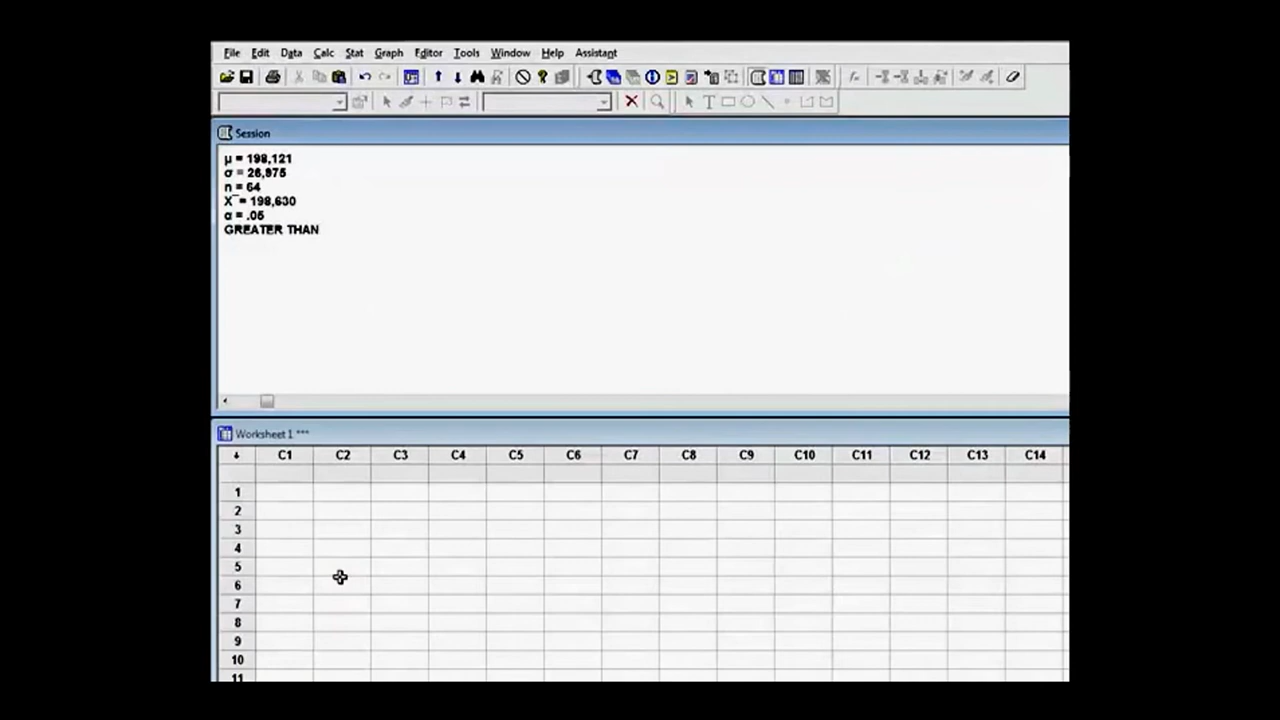 File Edit Data Calc Stat Graph Editor Tools Window Help Assistant
Session
μ = 198,121
σ = 26,975
n = 64
X¯= 198,630
α = .05
GREATER THAN
Worksheet 1 ***
C1 C2 C3 C4 C5 C6 C7 C8 C9 C10 C11 C12 C13 C14
1
2
3
4
5
6
7
8
9
10
11